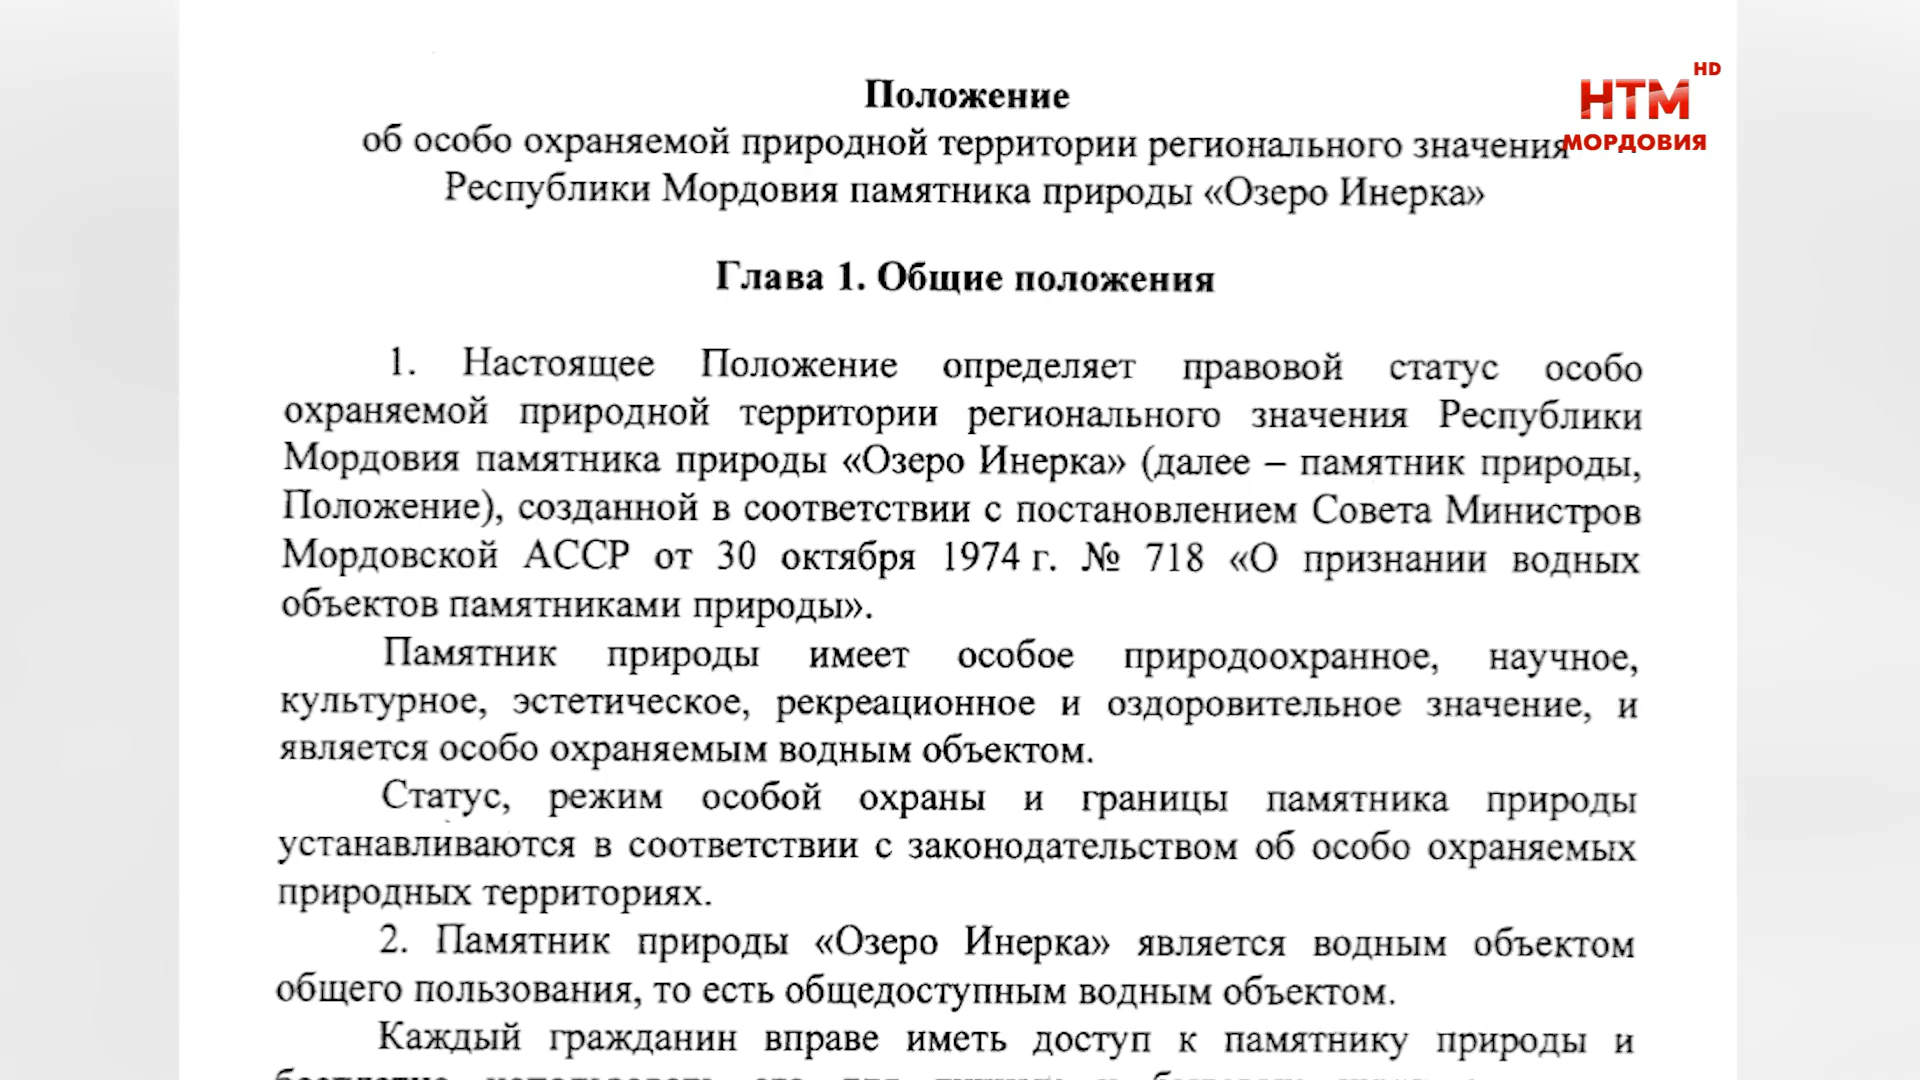 Положение
об особо охраняемой природной территории регионального значения
Республики Мордовия памятника природы «Озеро Инерка»
HD
НТМ
МОРДОВИЯ
Глава 1. Общие положения
1. Настоящее Положение определяет правовой статус особо
охраняемой природной территории регионального значения Республики
Мордовия памятника природы «Озеро Инерка» (далее – памятник природы,
Положение), созданной в соответствии с постановлением Совета Министров
Мордовской АССР от 30 октября 1974 г. № 718 «О признании водных
объектов памятниками природы».
Памятник природы имеет особое природоохранное, научное,
культурное, эстетическое, рекреационное и оздоровительное значение, и
является особо охраняемым водным объектом.
Статус, режим особой охраны и границы памятника природы
устанавливаются в соответствии с законодательством об особо охраняемых
природных территориях.
2. Памятник природы «Озеро Инерка» является водным объектом
общего пользования, то есть общедоступным водным объектом.
Каждый гражданин вправе иметь доступ к памятнику природы и